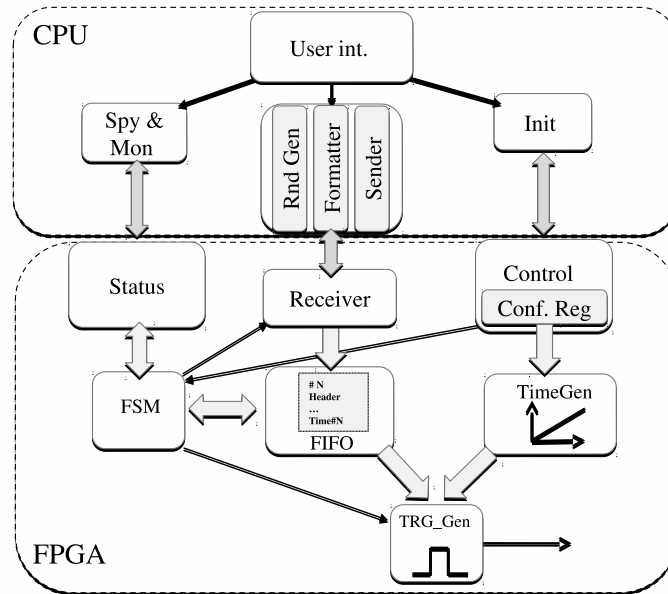 CPU
User int.
Spy &
Mon
Rnd Gen
Formatter
Sender
Init
Status
Receiver
Control
Conf. Reg
FSM
# N
Header
...
Time#N
FIFO
TimeGen
TRG_Gen
FPGA